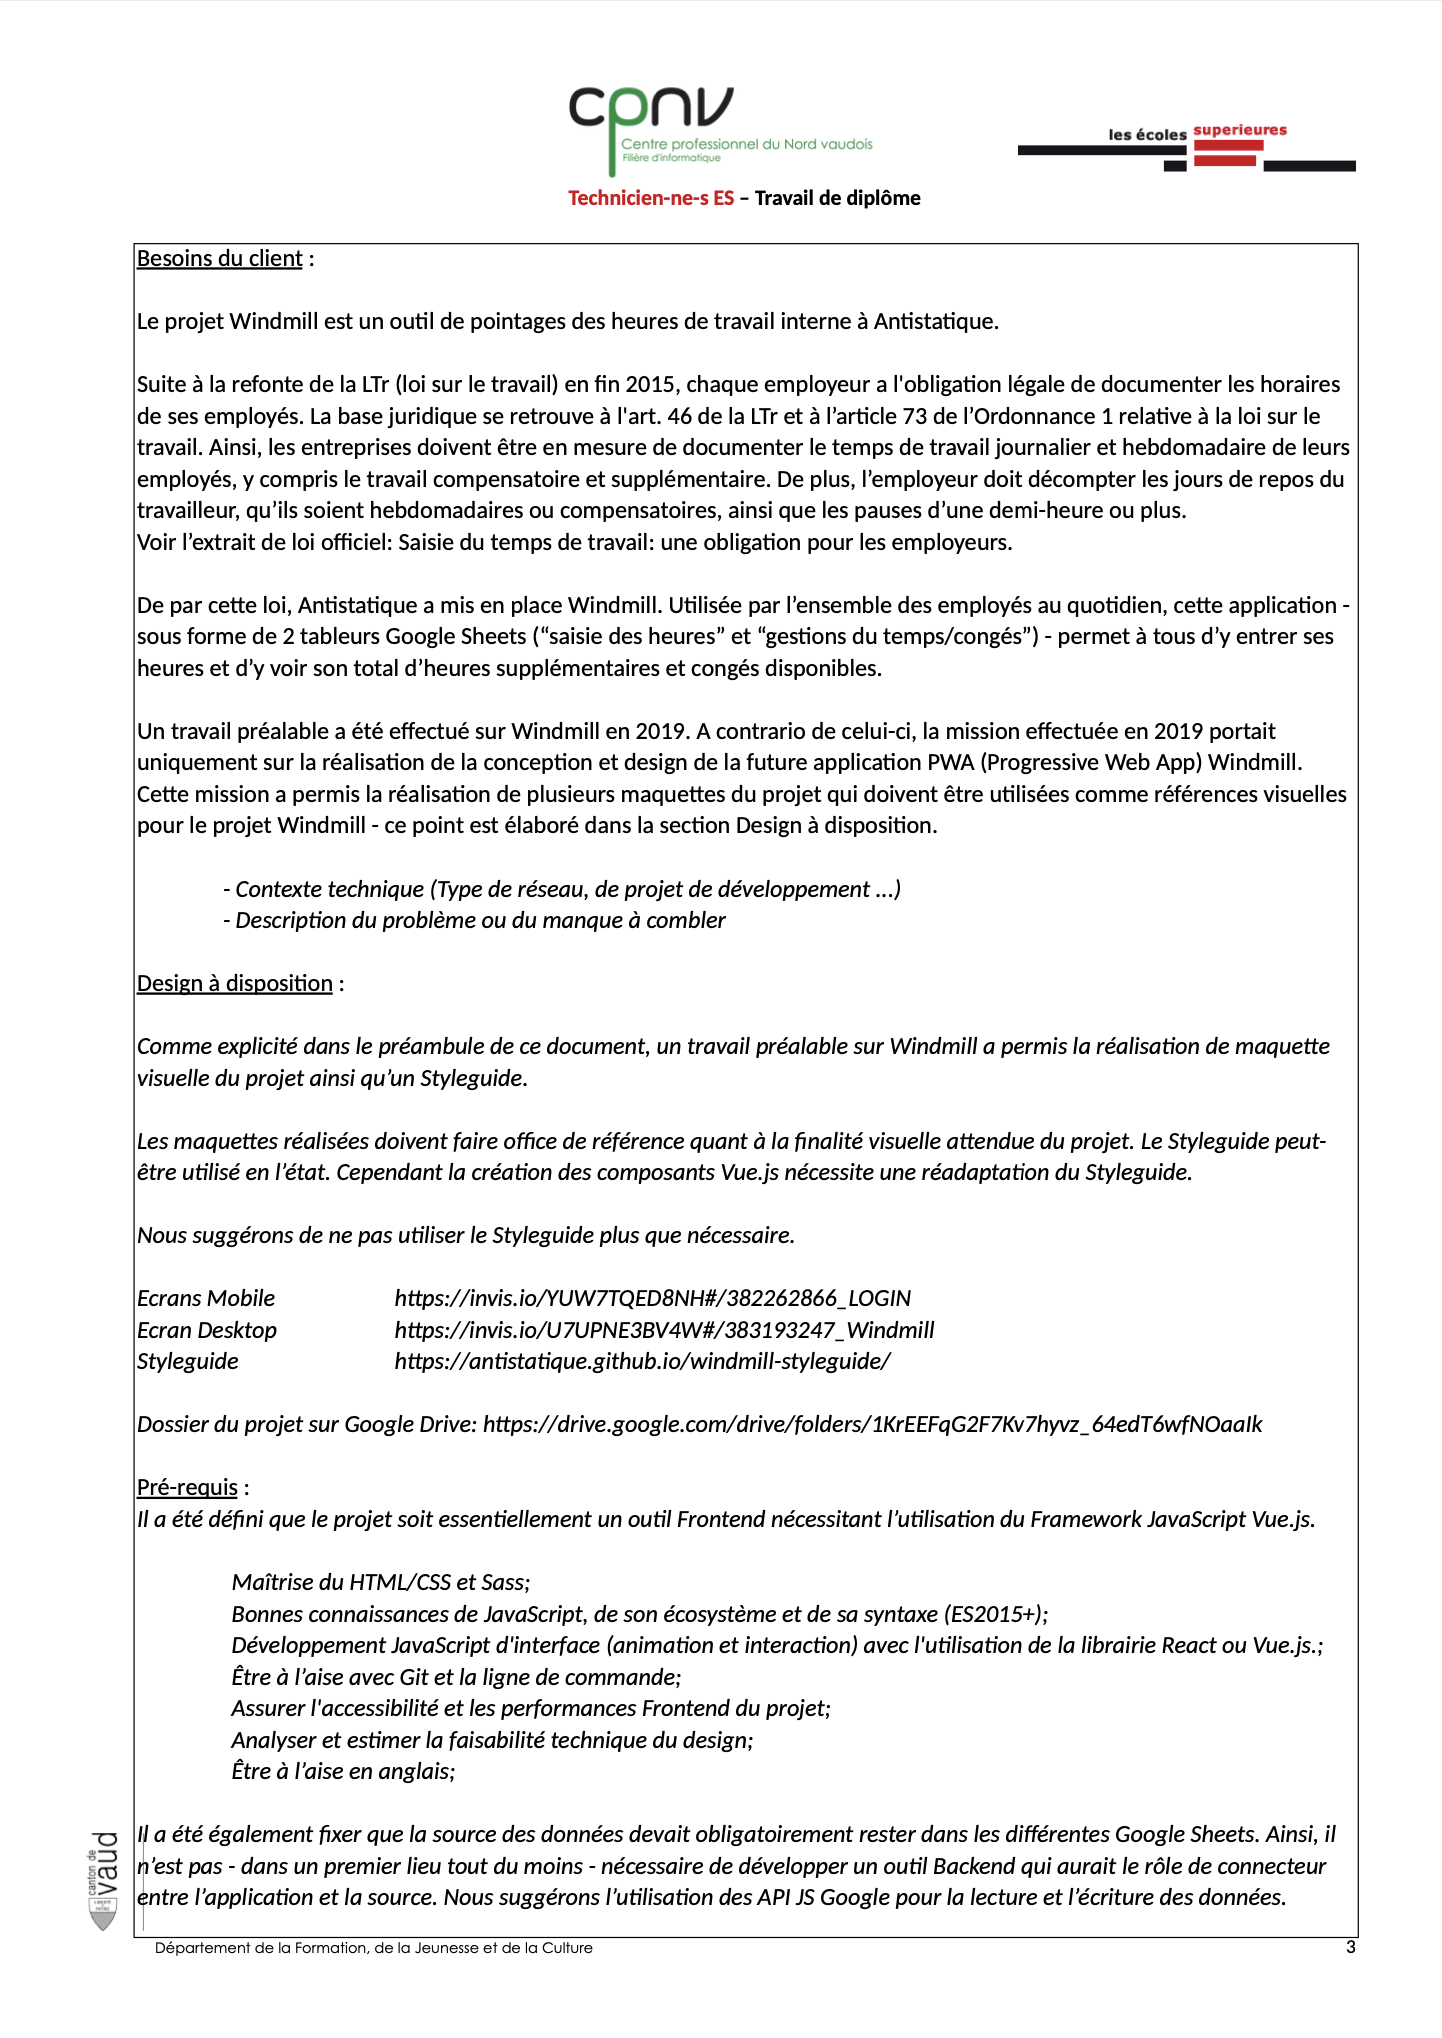 cpnv
Centre professionnel du Nord vaudois
Filière d'informatique
les écoles superieures
Technicien-ne-s ES – Travail de diplôme
Besoins du client :
Le projet Windmill est un outil de pointages des heures de travail interne à Antistatique.
Suite à la refonte de la LTr (loi sur le travail) en fin 2015, chaque employeur a l'obligation légale de documenter les horaires
de ses employés. La base juridique se retrouve à l'art. 46 de la LTr et à l’article 73 de l’Ordonnance 1 relative à la loi sur le
travail. Ainsi, les entreprises doivent être en mesure de documenter le temps de travail journalier et hebdomadaire de leurs
employés, y compris le travail compensatoire et supplémentaire. De plus, l’employeur doit décompter les jours de repos du
travailleur, qu’ils soient hebdomadaires ou compensatoires, ainsi que les pauses d’une demi-heure ou plus.
Voir l’extrait de loi officiel: Saisie du temps de travail: une obligation pour les employeurs.
De par cette loi, Antistatique a mis en place Windmill. Utilisée par l’ensemble des employés au quotidien, cette application -
sous forme de 2 tableurs Google Sheets (“saisie des heures” et “gestions du temps/congés”) - permet à tous d’y entrer ses
heures et d’y voir son total d’heures supplémentaires et congés disponibles.
Un travail préalable a été effectué sur Windmill en 2019. A contrario de celui-ci, la mission effectuée en 2019 portait
uniquement sur la réalisation de la conception et design de la future application PWA (Progressive Web App) Windmill.
Cette mission a permis la réalisation de plusieurs maquettes du projet qui doivent être utilisées comme références visuelles
pour le projet Windmill - ce point est élaboré dans la section Design à disposition.
- Contexte technique (Type de réseau, de projet de développement ...)
- Description du problème ou du manque à combler
Design à disposition :
Comme explicité dans le préambule de ce document, un travail préalable sur Windmill a permis la réalisation de maquette
visuelle du projet ainsi qu’un Styleguide.
Les maquettes réalisées doivent faire office de référence quant à la finalité visuelle attendue du projet. Le Styleguide peut-
être utilisé en l’état. Cependant la création des composants Vue.js nécessite une réadaptation du Styleguide.
Nous suggérons de ne pas utiliser le Styleguide plus que nécessaire.
Ecrans Mobile https://invis.io/YUW7TQED8NH#/382262866_LOGIN
Ecran Desktop https://invis.io/U7UPNE3BV4W#/383193247_Windmill
Styleguide https://antistatique.github.io/windmill-styleguide/
Dossier du projet sur Google Drive: https://drive.google.com/drive/folders/1KrEEFqG2F7Kv7hyvz_64edT6wfNOaaIk
Pré-requis :
Il a été défini que le projet soit essentiellement un outil Frontend nécessitant l’utilisation du Framework JavaScript Vue.js.
Maîtrise du HTML/CSS et Sass;
Bonnes connaissances de JavaScript, de son écosystème et de sa syntaxe (ES2015+);
Développement JavaScript d'interface (animation et interaction) avec l'utilisation de la librairie React ou Vue.js.;
Être à l’aise avec Git et la ligne de commande;
Assurer l'accessibilité et les performances Frontend du projet;
Analyser et estimer la faisabilité technique du design;
Être à l’aise en anglais;
Il a été également fixer que la source des données devait obligatoirement rester dans les différentes Google Sheets. Ainsi, il
n’est pas - dans un premier lieu tout du moins - nécessaire de développer un outil Backend qui aurait le rôle de connecteur
entre l’application et la source. Nous suggérons l’utilisation des API JS Google pour la lecture et l’écriture des données.
canton de
vaud
LIBERTÉ
ET
PATRIE
Département de la Formation, de la Jeunesse et de la Culture
3